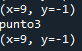 (x=9, y=-1)
punto3
(x=9, y=-1)